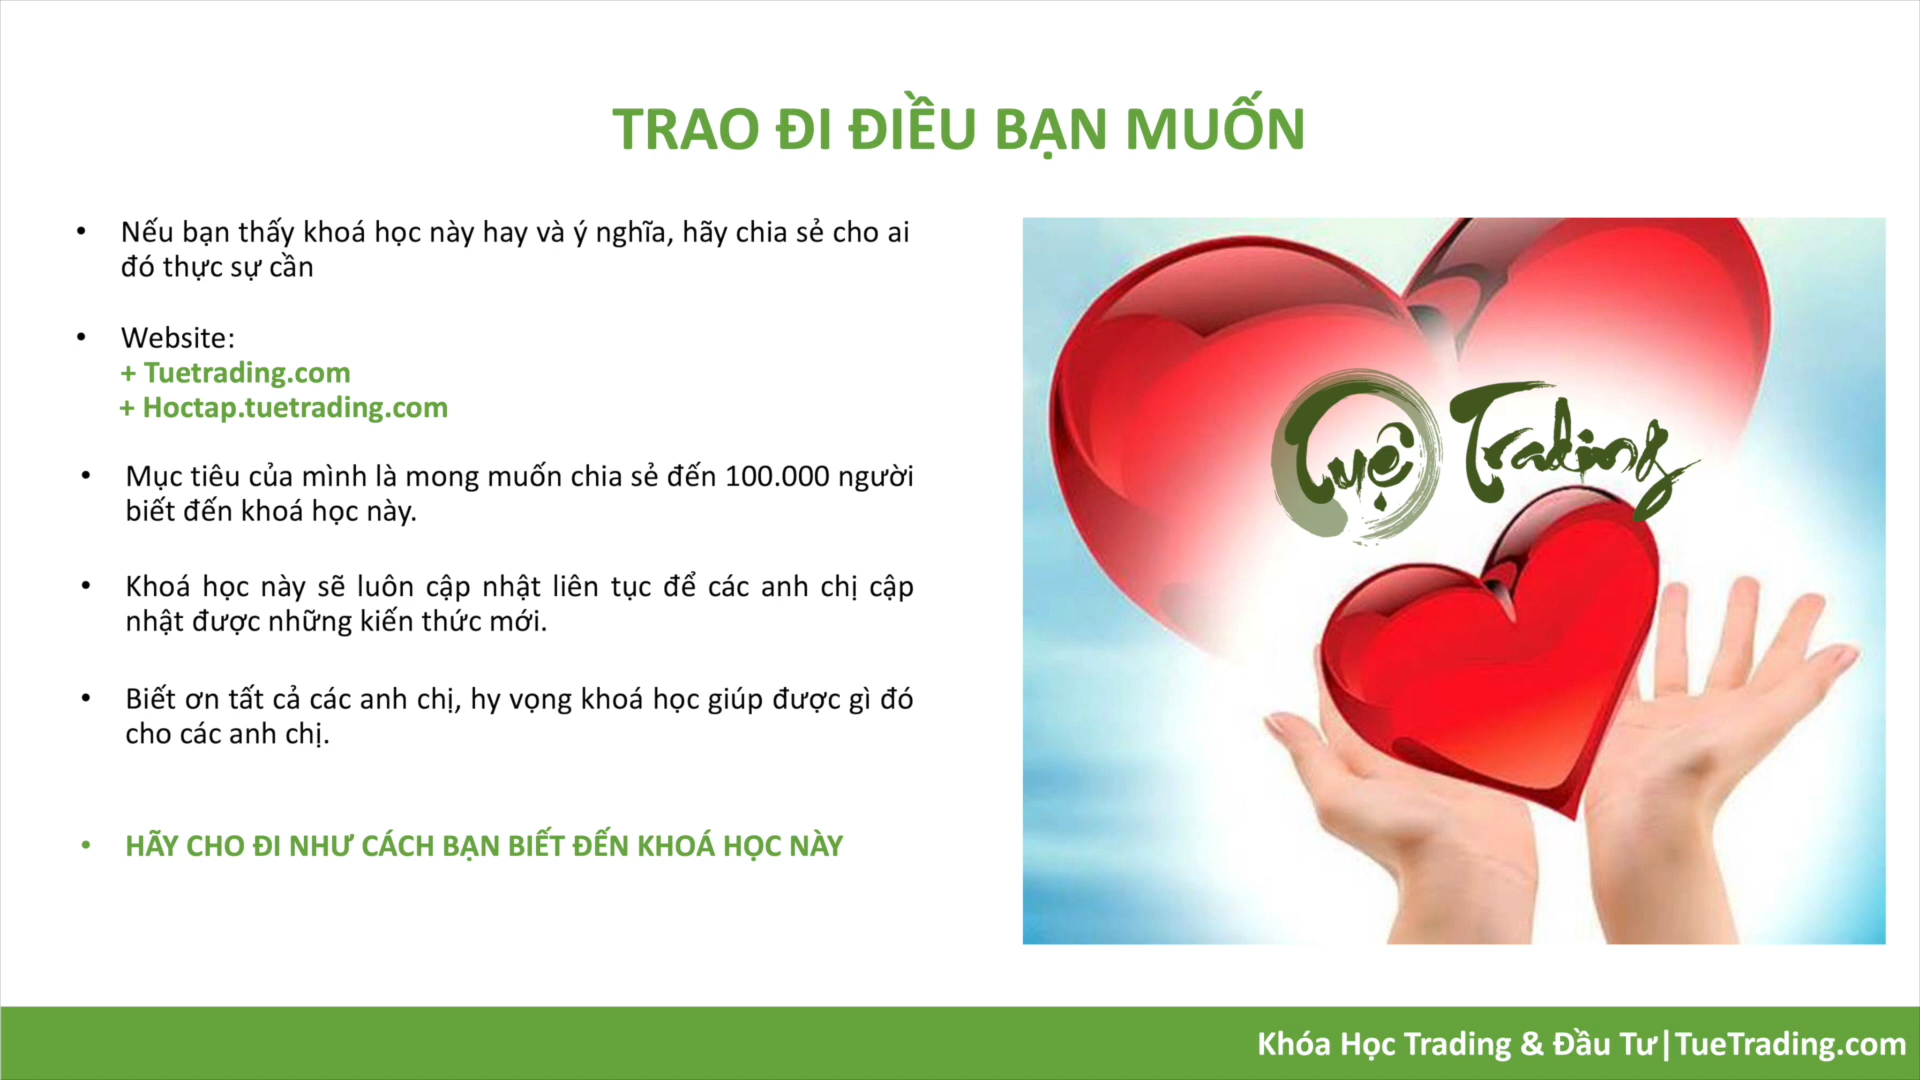 TRAO ĐI ĐIỀU BẠN MUỐN
• Nếu bạn thấy khoá học này hay và ý nghĩa, hãy chia sẻ cho ai
đó thực sự cần
• Website:
+ Tuetrading.com
+ Hoctap.tuetrading.com
• Mục tiêu của mình là mong muốn chia sẻ đến 100.000 người
biết đến khoá học này.
• Khoá học này sẽ luôn cập nhật liên tục để các anh chị cập
nhật được những kiến thức mới.
• Biết ơn tất cả các anh chị, hy vọng khoá học giúp được gì đó
cho các anh chị.
• HÃY CHO ĐI NHƯ CÁCH BẠN BIẾT ĐẾN KHOÁ HỌC NÀY
Tuệ Trading
Khóa Học Trading & Đầu Tư|TueTrading.com